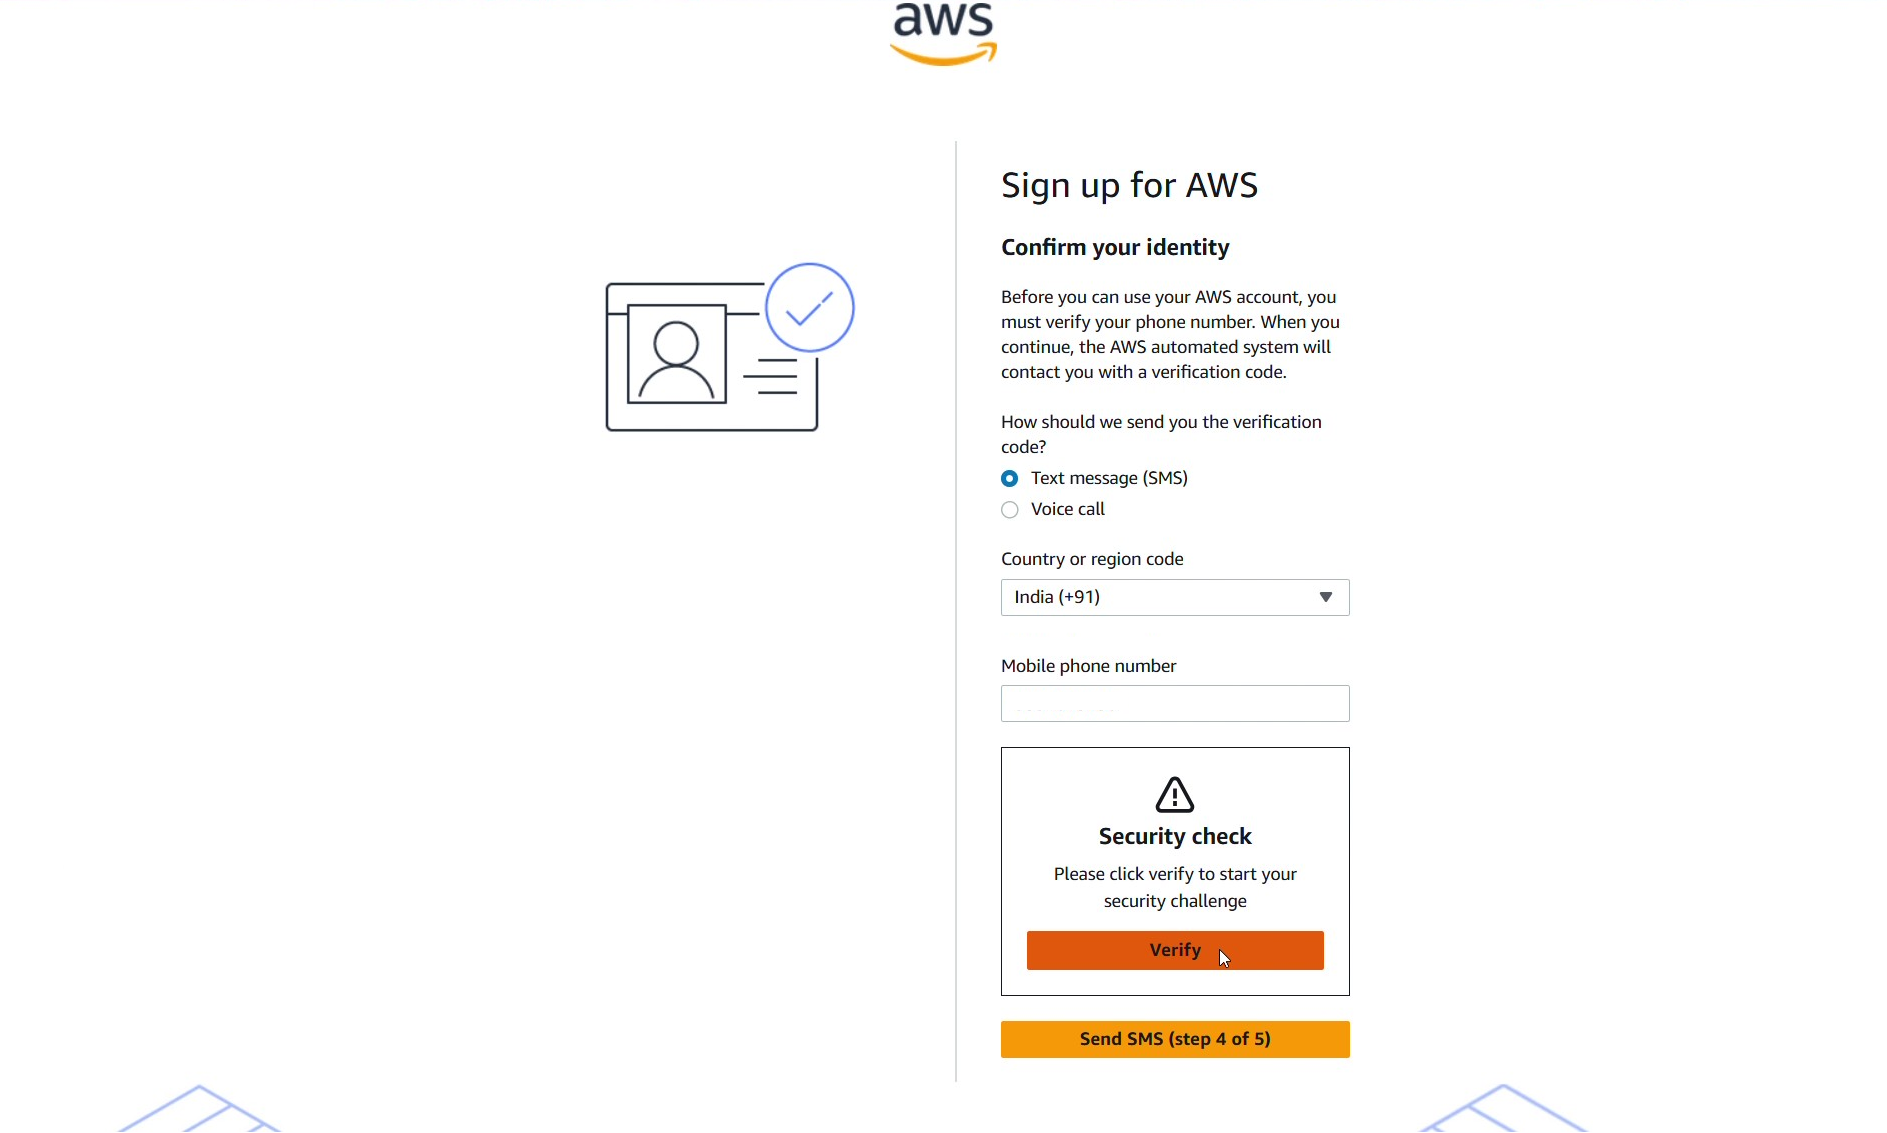 aws
Sign up for AWS
Confirm your identity
Before you can use your AWS account, you
must verify your phone number. When you
continue, the AWS automated system will
contact you with a verification code.
How should we send you the verification
code?
Text message (SMS)
Voice call
Country or region code
India (+91)
Mobile phone number
Security check
Please click verify to start your
security challenge
Verify
Send SMS (step 4 of 5)